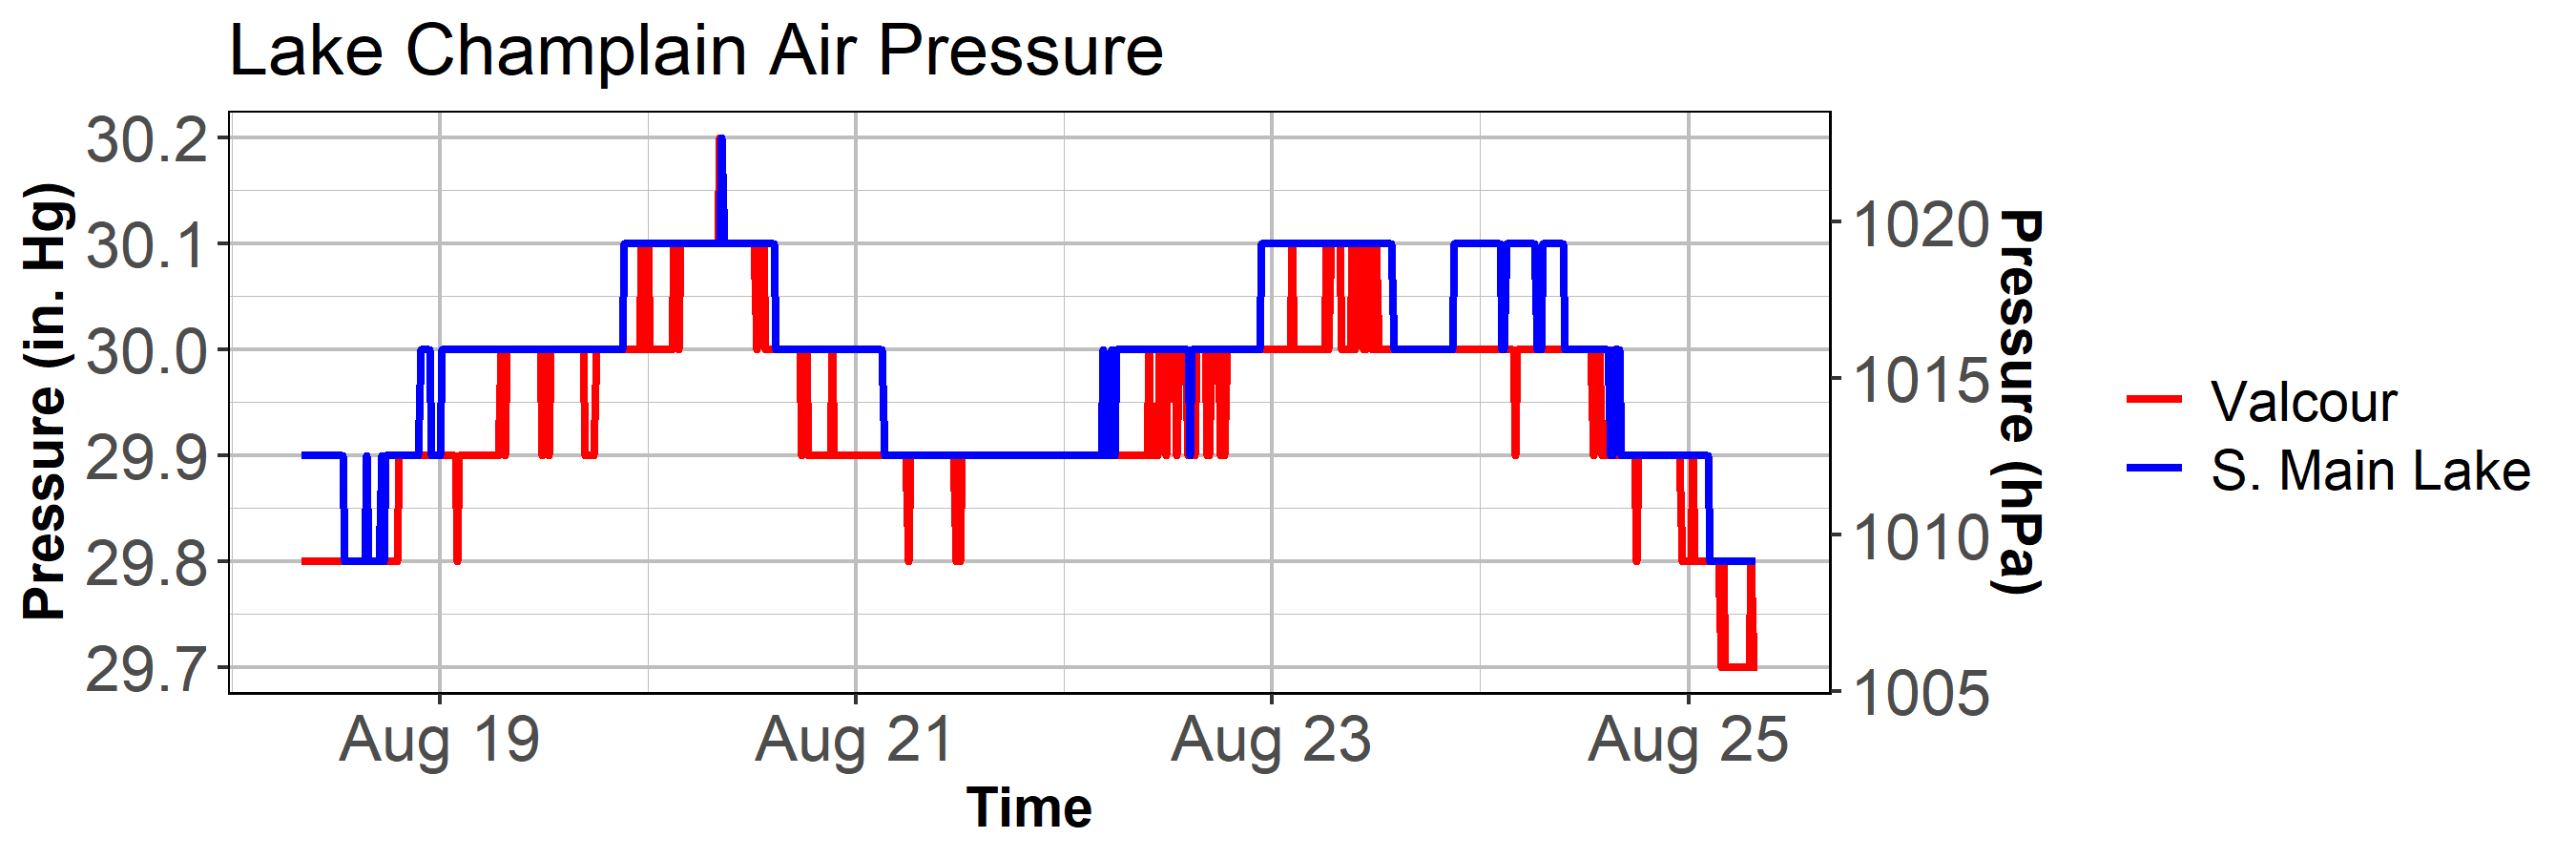 Lake Champlain Air Pressure
Pressure (in. Hg)
30.2
30.1
30.0
29.9
29.8
29.7
1020
1015
1010
1005
Pressure (hPa)
Aug 19
Aug 21
Aug 23
Aug 25
Time
Valcour
S. Main Lake